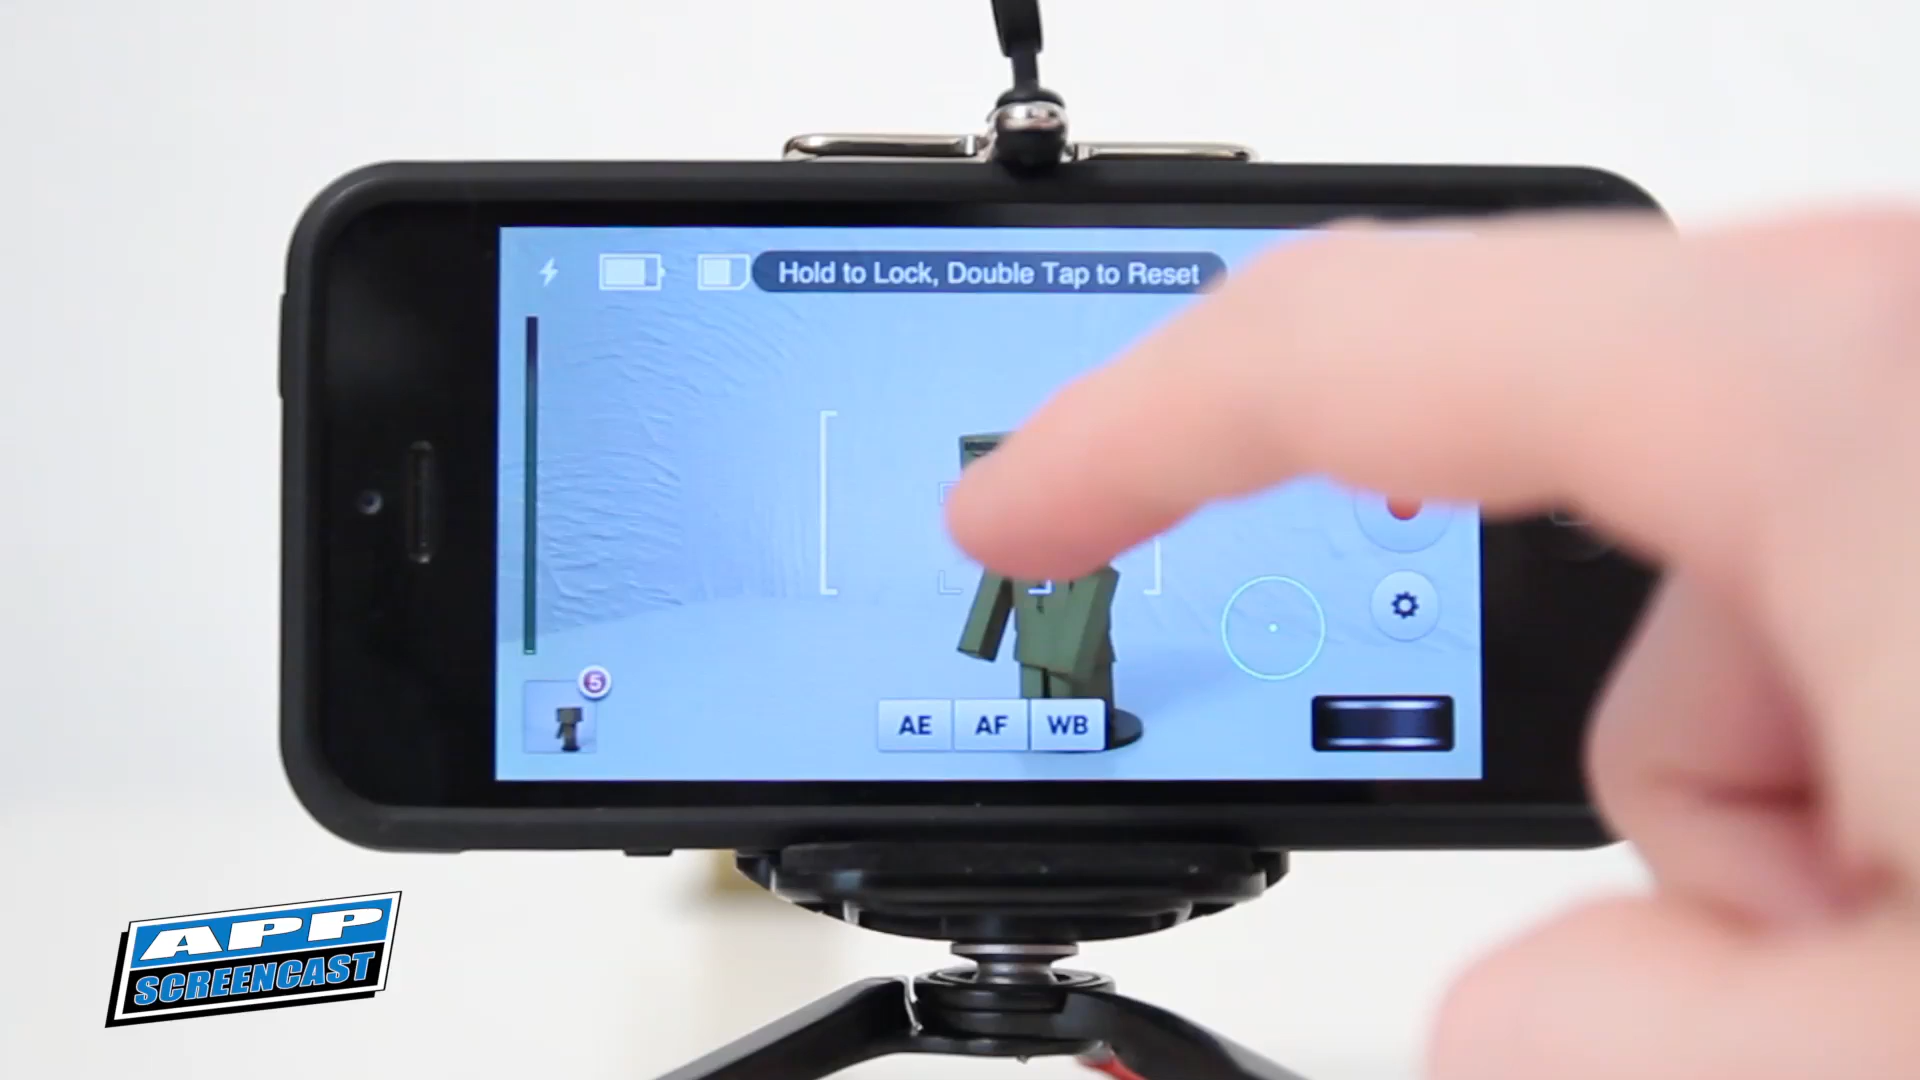 Hold to Lock, Double Tap to Reset
5
AE AF WB
APP
SCREENCAST